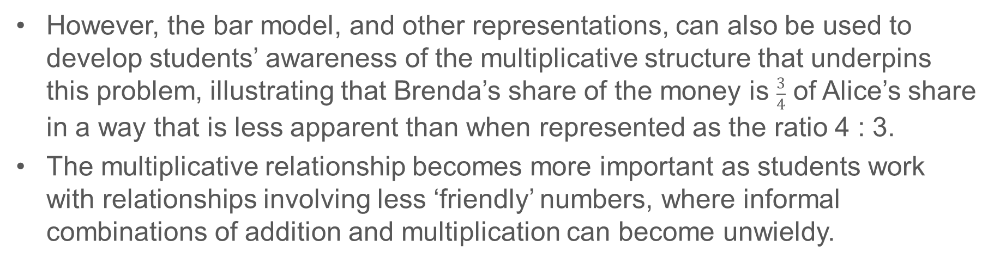 • However, the bar model, and other representations, can also be used to
develop students’ awareness of the multiplicative structure that underpins
this problem, illustrating that Brenda’s share of the money is 3/4 of Alice’s share
in a way that is less apparent than when represented as the ratio 4 : 3.
• The multiplicative relationship becomes more important as students work
with relationships involving less ‘friendly’ numbers, where informal
combinations of addition and multiplication can become unwieldy.